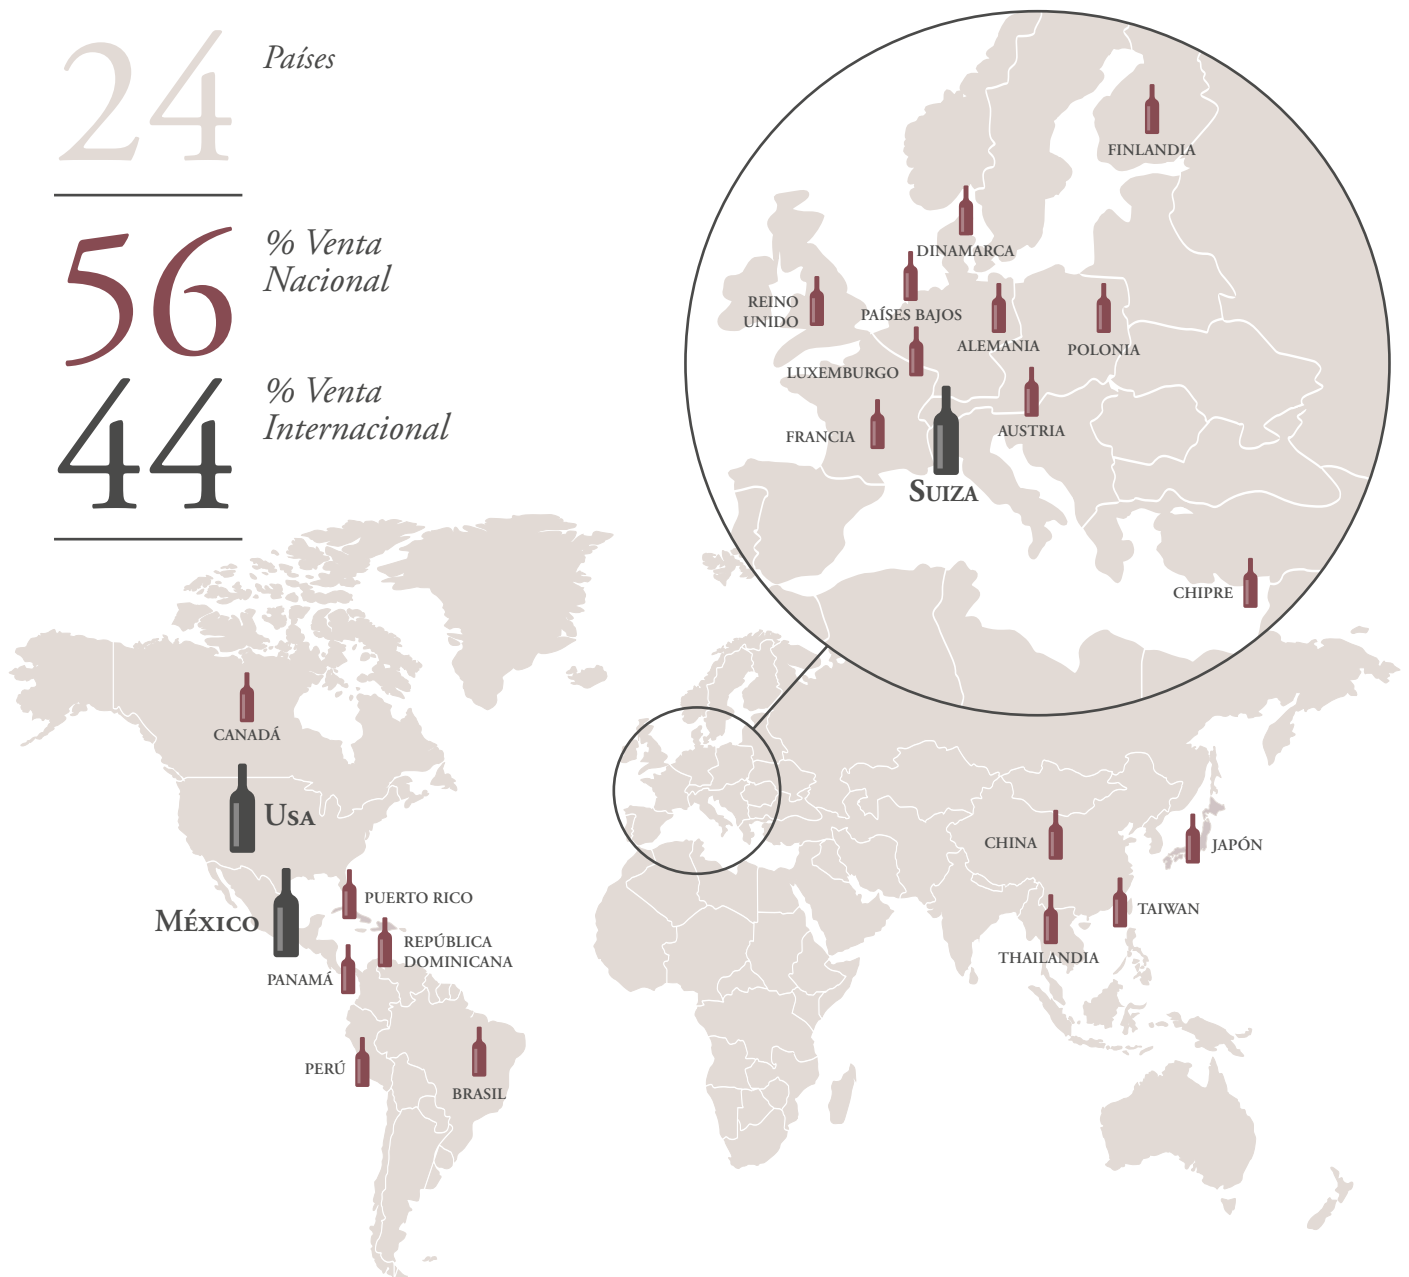 24
Países
56
% Venta
Nacional
44
% Venta
Internacional
FINLANDIA
DINAMARCA
REINO
UNIDO
PAÍSES BAJOS
ALEMANIA
POLONIA
LUXEMBURGO
FRANCIA
AUSTRIA
SUIZA
CHIPRE
CANADÁ
USA
MÉXICO
PUERTO RICO
REPÚBLICA
DOMINICANA
PANAMÁ
PERÚ
BRASIL
CHINA
JAPÓN
TAIWAN
THAILANDIA